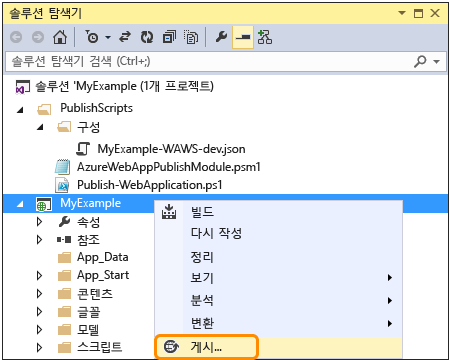 솔루션 탐색기
솔루션 탐색기 검색 (Ctrl+;)
솔루션 'MyExample (1개 프로젝트)
PublishScripts
구성
MyExample-WAWS-dev.json
AzureWebAppPublishModule.psm1
Publish-WebApplication.ps1
MyExample
속성
참조
App_Data
App_Start
콘텐츠
글꼴
모델
스크립트
빌드
다시 작성
정리
보기
분석
변환
게시...